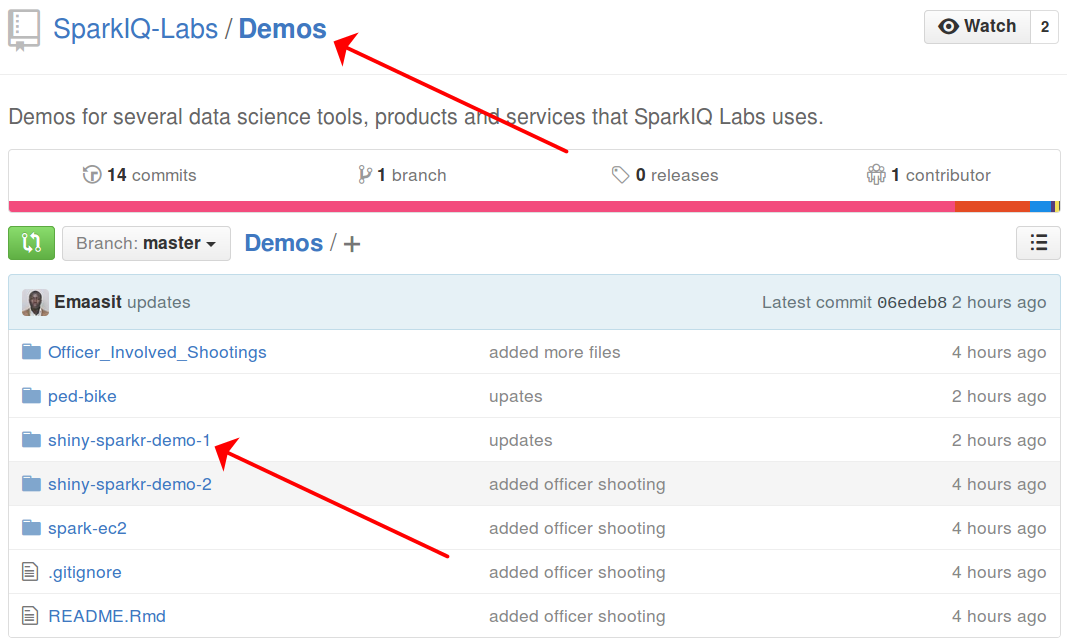 SparkIQ-Labs / Demos
Watch 2
Demos for several data science tools, products and services that SparkIQ Labs uses.
14 commits 1 branch 0 releases 1 contributor
Branch: master Demos / +
Emaasit updates Latest commit 06edeb8 2 hours ago
Officer_Involved_Shootings added more files 4 hours ago
ped-bike upates 2 hours ago
shiny-sparkr-demo-1 updates 2 hours ago
shiny-sparkr-demo-2 added officer shooting 4 hours ago
spark-ec2 added officer shooting 4 hours ago
.gitignore added officer shooting 4 hours ago
README.Rmd added officer shooting 4 hours ago